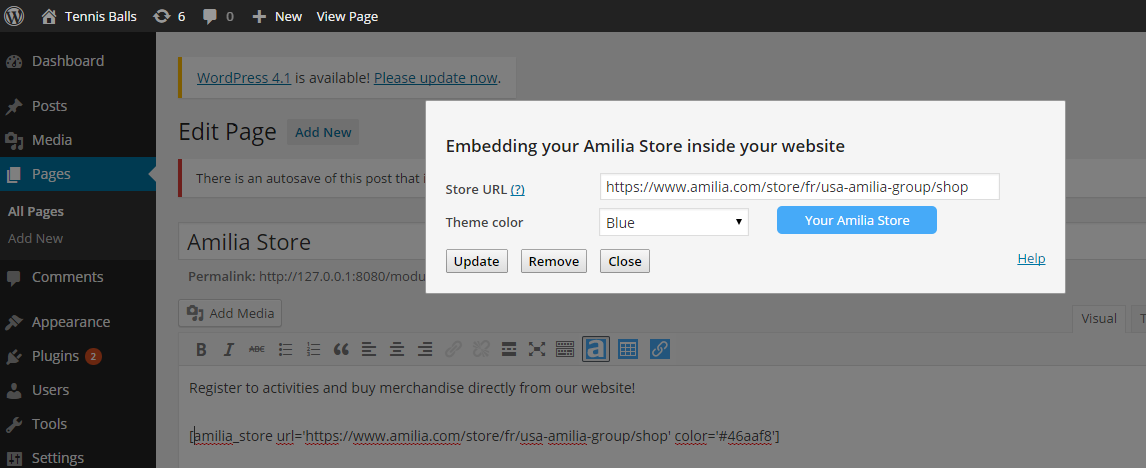 Tennis Balls 6 0 New View Page
Dashboard
Posts
Media
Pages
All Pages
Add New
Comments
Appearance
Plugins 2
Users
Tools
Settings
WordPress 4.1 is available! Please update now.
Edit Page Add New
There is an autosave of this post that
Amilia Store
Permalink: http://127.0.0.1:8080/modu
Add Media
Visual T
B I ABC
Register to activities and buy merchandise directly from our website!
[amilia_store url='https://www.amilia.com/store/fr/usa-amilia-group/shop' color='#46aaf8']
Embedding your Amilia Store inside your website
Store URL (?) https://www.amilia.com/store/fr/usa-amilia-group/shop
Theme color Blue Your Amilia Store
Update Remove Close Help